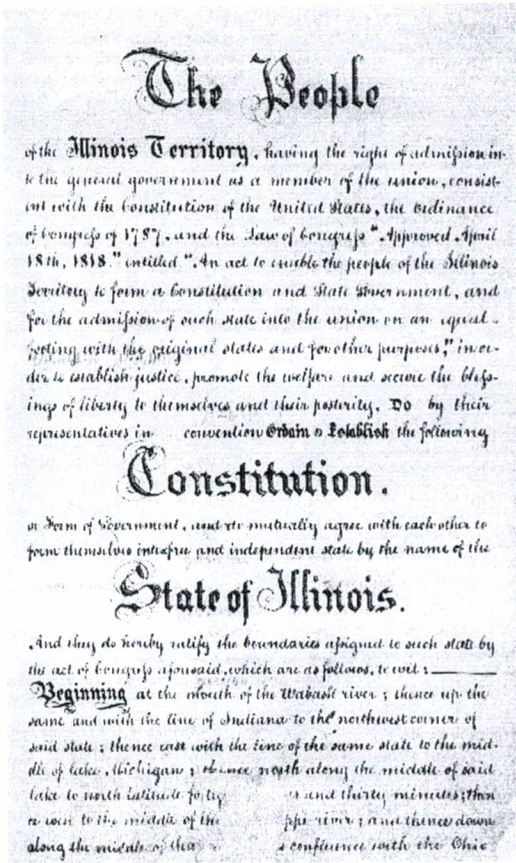 The People
of the Illinois Territory, having the right of admission in
to the general government as a member of the union, consist
ent with the Constitution of the United States, the ordinance
of Congress of 1787, and the Law of Congress "Approved April
18th, 1818." entitled "An act to enable the people of the Illinois
Territory to form a Constitution and State Government, and
for the admission of such state into the union on an equal
footing with the original states and for other purposes," in or-
der to establish justice, promote the welfare and secure the bless-
ings of liberty to themselves and their posterity, Do by their
representatives in convention Ordain & Establish the following
Constitution.
or Form of Government, and do mutually agree with each other to
form themselves into a free and independent state by the name of the
State of Illinois.
And they do hereby ratify the boundaries assigned to such state by
the act of Congress aforesaid, which are as follows, to wit:
Beginning at the mouth of the Wabash river; thence up the
same and with the line of Indiana to the northwest corner of
said state; thence east with the line of the same state to the mid-
dle of lake Michigan; thence north along the middle of said
lake to north latitude forty s and thirty minutes; then
ce west to the middle of the ppi river; and thence down
along the middle of tha s confluence with the Ohio